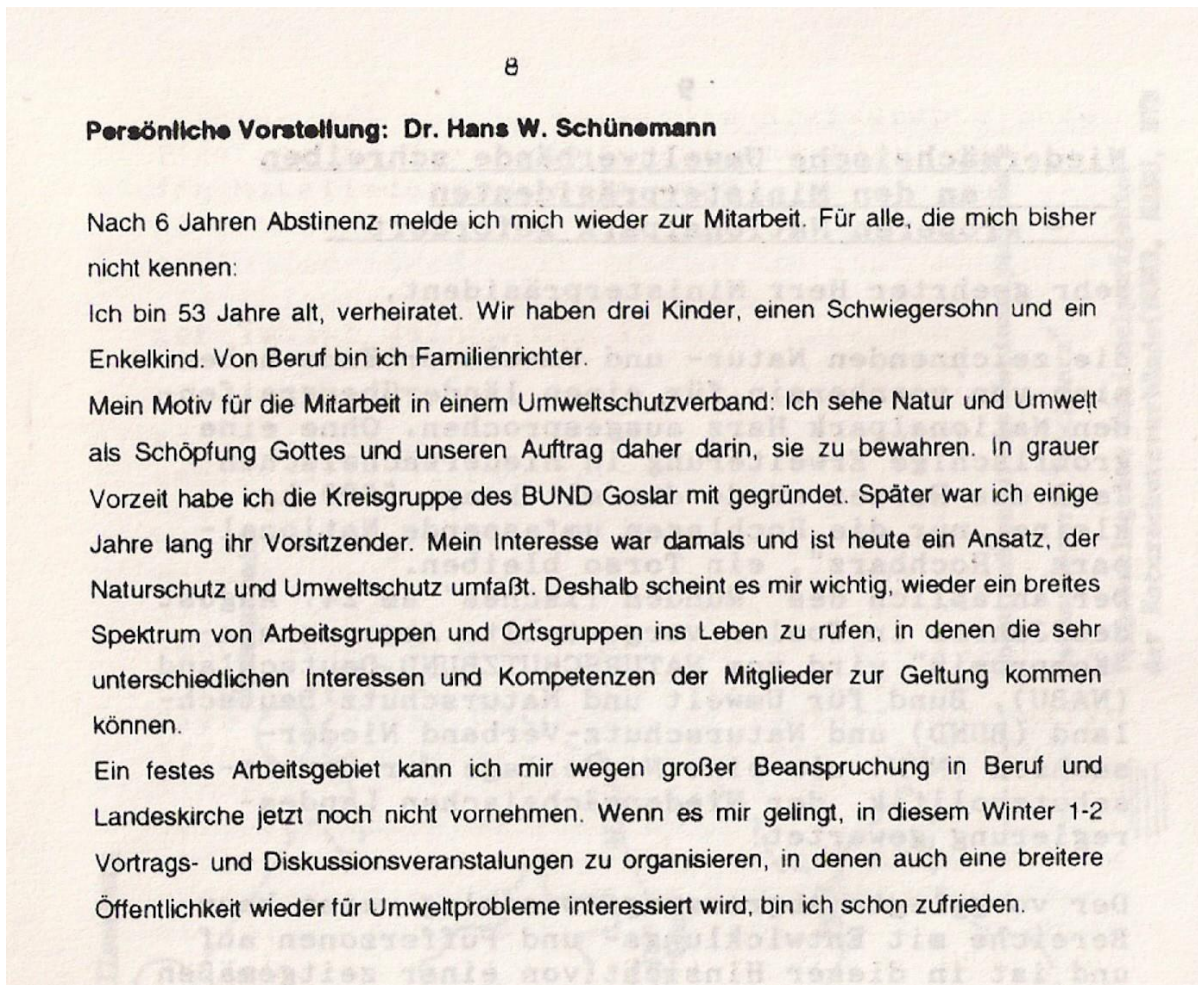 8
Persönliche Vorstellung: Dr. Hans W. Schünemann
Nach 6 Jahren Abstinenz melde ich mich wieder zur Mitarbeit. Für alle, die mich bisher
nicht kennen:
Ich bin 53 Jahre alt, verheiratet. Wir haben drei Kinder, einen Schwiegersohn und ein
Enkelkind. Von Beruf bin ich Familienrichter.
Mein Motiv für die Mitarbeit in einem Umweltschutzverband: Ich sehe Natur und Umwelt
als Schöpfung Gottes und unseren Auftrag daher darin, sie zu bewahren. In grauer
Vorzeit habe ich die Kreisgruppe des BUND Goslar mit gegründet. Später war ich einige
Jahre lang ihr Vorsitzender. Mein Interesse war damals und ist heute ein Ansatz, der
Naturschutz und Umweltschutz umfaßt. Deshalb scheint es mir wichtig, wieder ein breites
Spektrum von Arbeitsgruppen und Ortsgruppen ins Leben zu rufen, in denen die sehr
unterschiedlichen Interessen und Kompetenzen der Mitglieder zur Geltung kommen
können.
Ein festes Arbeitsgebiet kann ich mir wegen großer Beanspruchung in Beruf und
Landeskirche jetzt noch nicht vornehmen. Wenn es mir gelingt, in diesem Winter 1-2
Vortrags- und Diskussionsveranstalungen zu organisieren, in denen auch eine breitere
Öffentlichkeit wieder für Umweltprobleme interessiert wird, bin ich schon zufrieden.